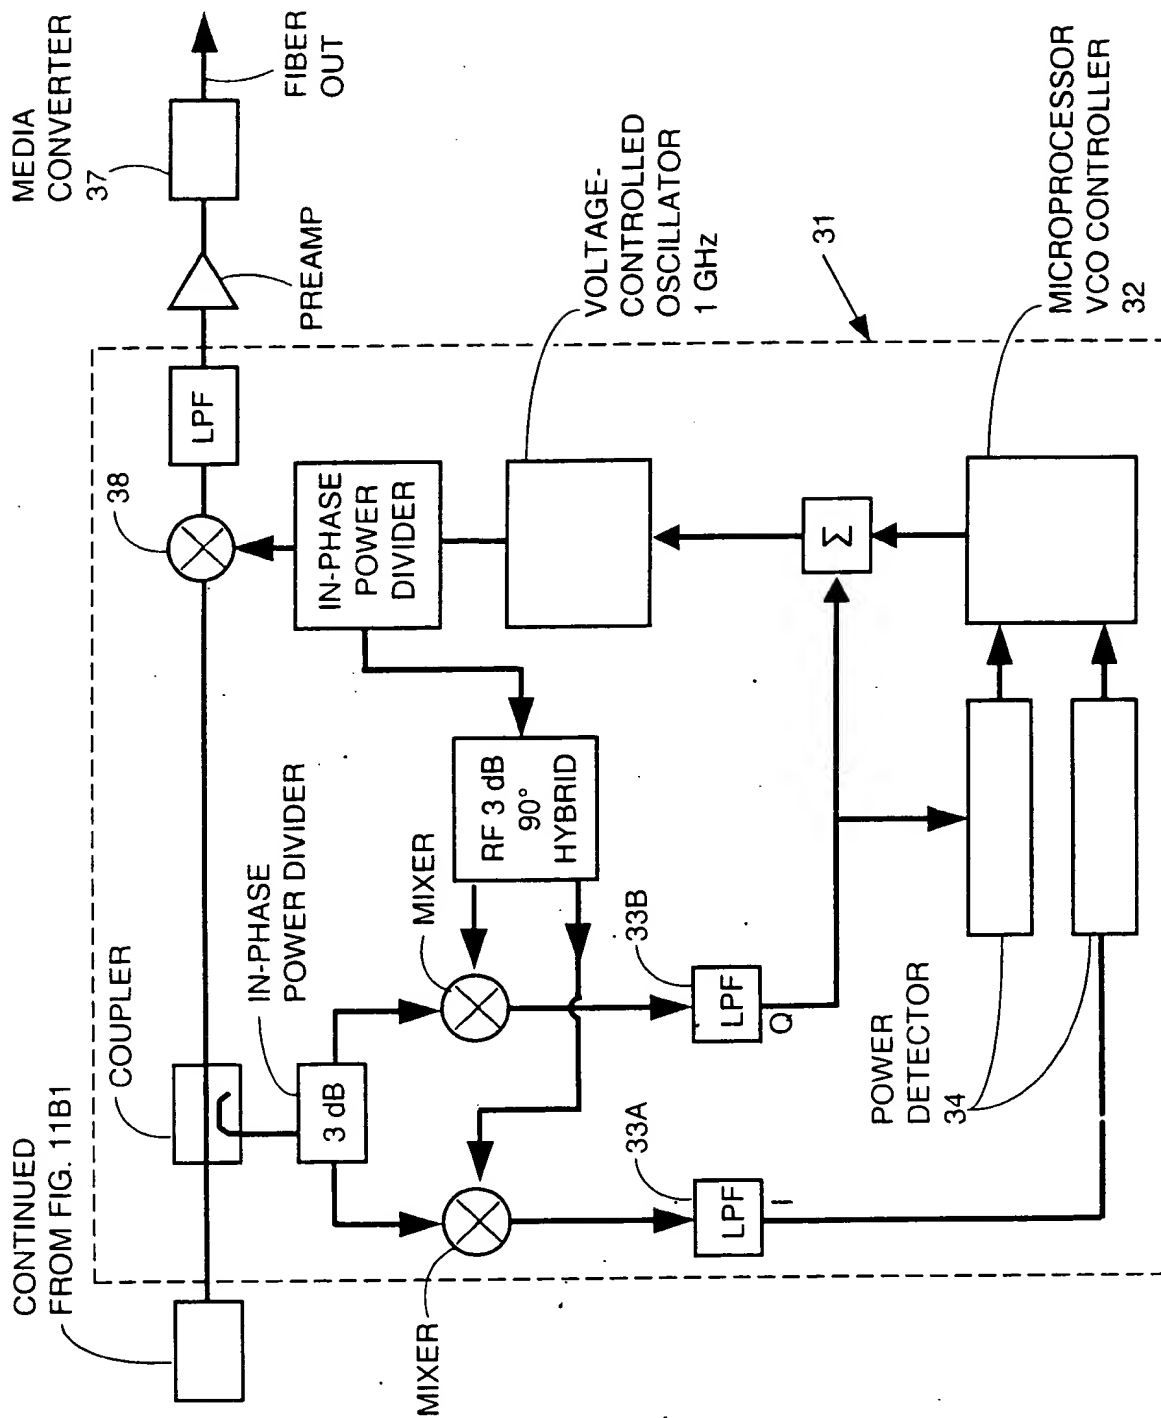 CONTINUED
FROM FIG. 11B1
COUPLER
IN-PHASE
POWER DIVIDER
3 dB
MIXER
MIXER
38
LPF
PREAMP
MEDIA
CONVERTER
37
FIBER
OUT
IN-PHASE
POWER
DIVIDER
RF 3 dB
90°
HYBRID
VOLTAGE-
CONTROLLED
OSCILLATOR
1 GHz
31
33A
LPF
I
33B
LPF
Q
Σ
POWER
DETECTOR
34
MICROPROCESSOR
VCO CONTROLLER
32